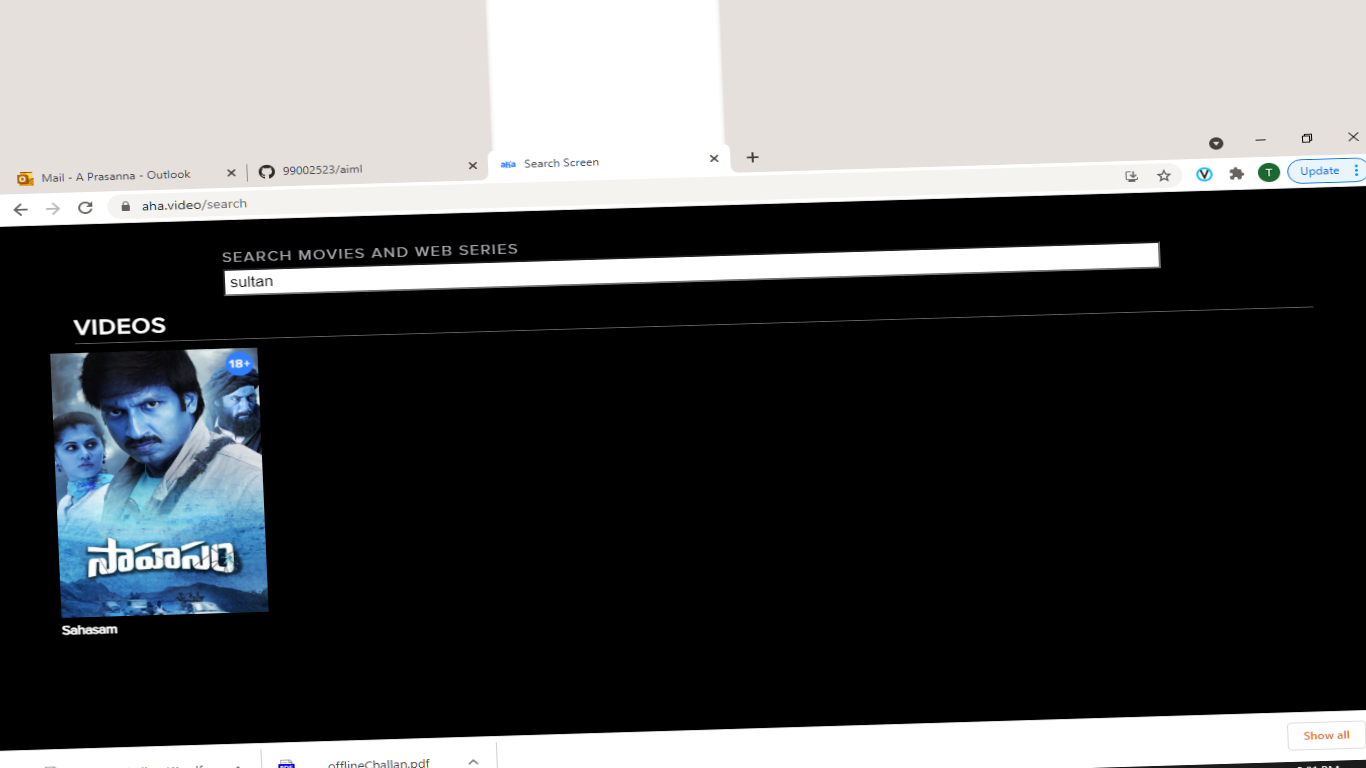 Mail - A Prasanna - Outlook
99002523/aiml
aha
Search Screen
aha.video/search
T
Update
SEARCH MOVIES AND WEB SERIES
sultan
VIDEOS
18+
సాహసం
Sahasam
Show all
offlineChallan.pdf